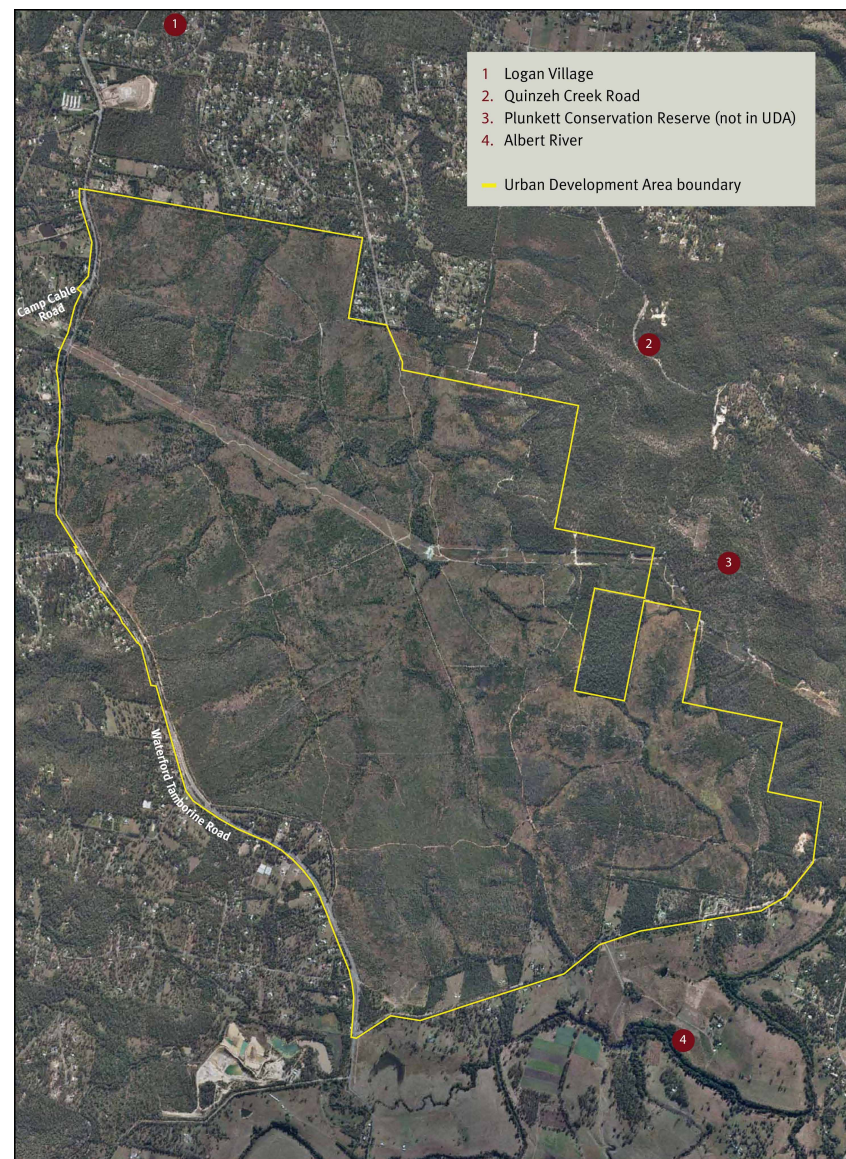 1
1 Logan Village
2. Quinzeh Creek Road
3. Plunkett Conservation Reserve (not in UDA)
4. Albert River
Urban Development Area boundary
Camp Cable
Road
2
3
Waterford Tamborine Road
4